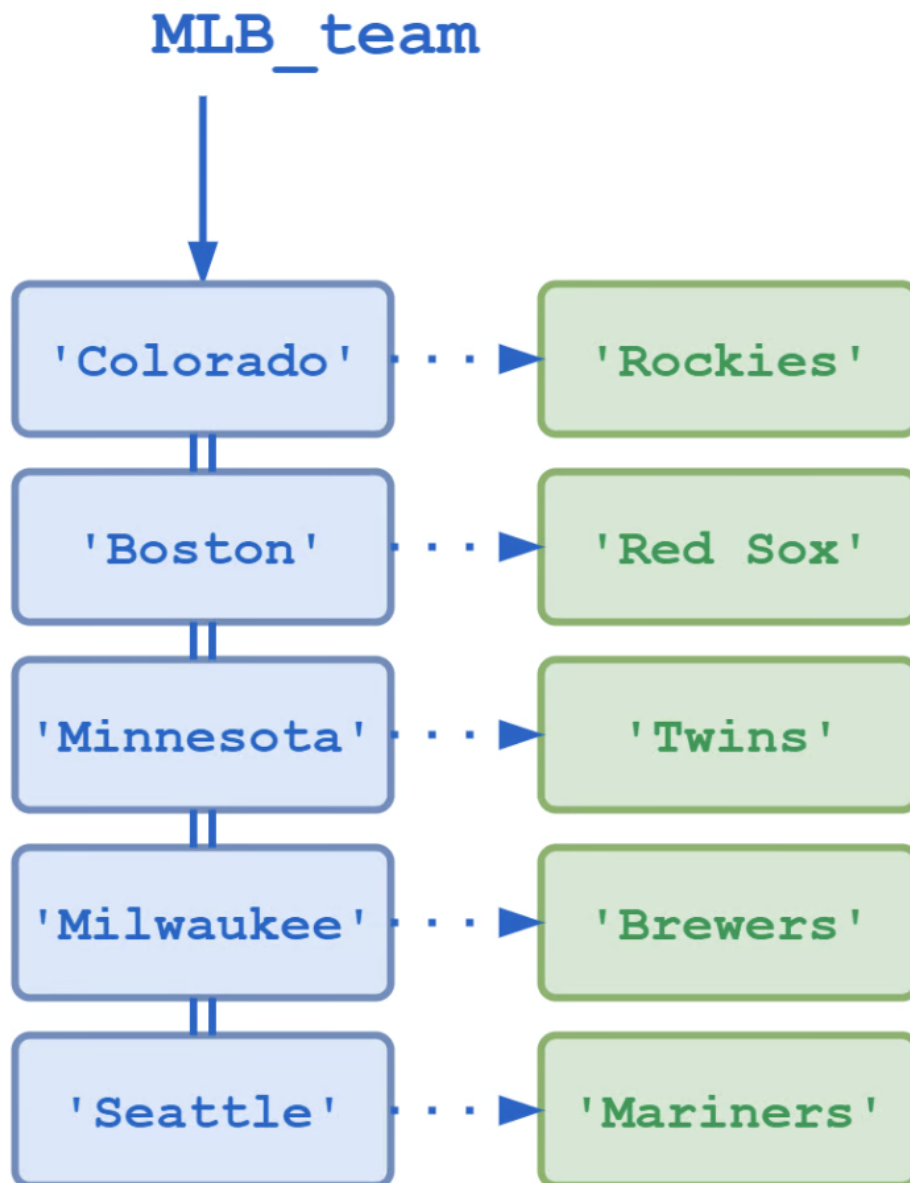 MLB_team
'Colorado' 'Rockies'
'Boston' 'Red Sox'
'Minnesota' 'Twins'
'Milwaukee' 'Brewers'
'Seattle' 'Mariners'